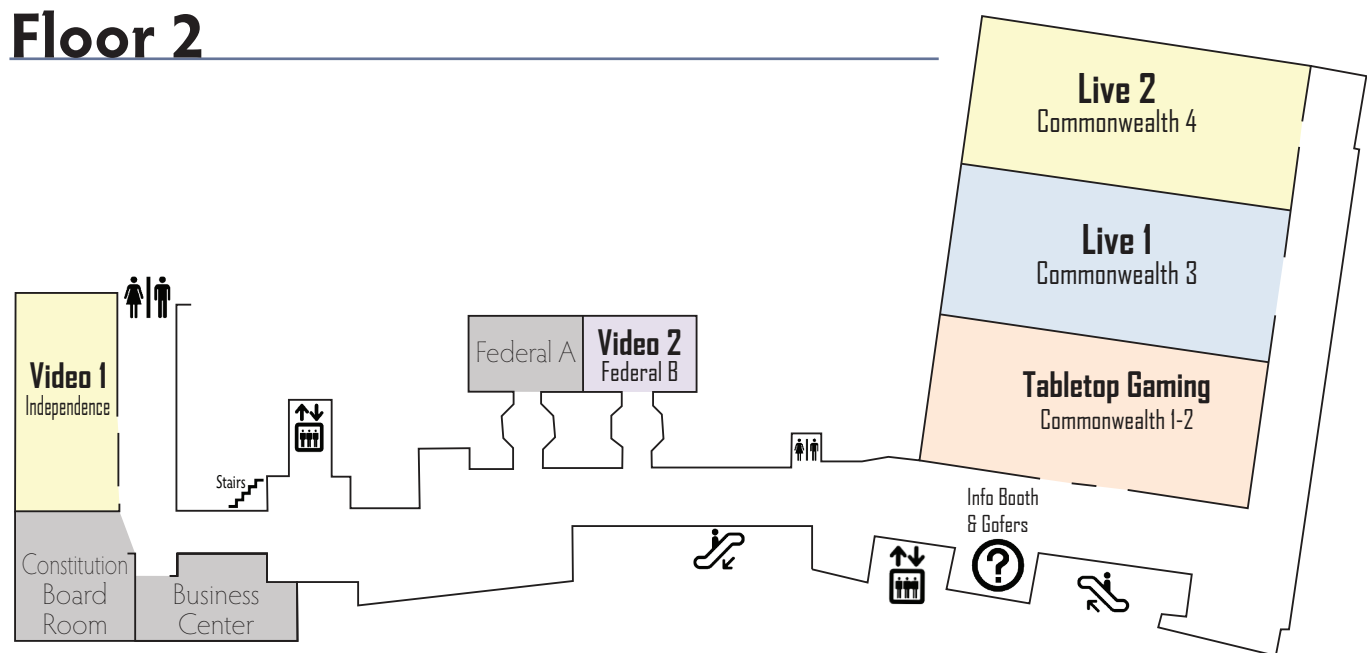 Floor 2
Live 2
Commonwealth 4
Live 1
Commonwealth 3
Tabletop Gaming
Commonwealth 1-2
Video 1
Independence
Federal A
Video 2
Federal B
Stairs
Info Booth
& Gofers
?
Constitution
Board
Room
Business
Center